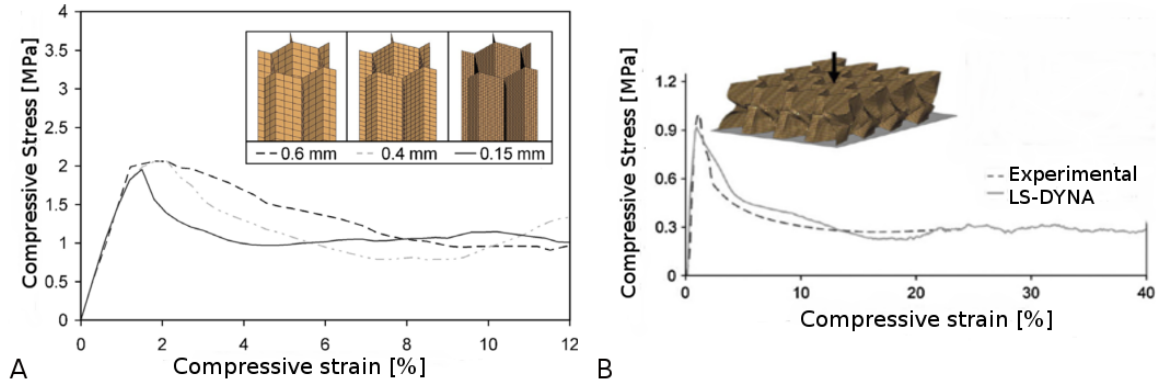 Compressive Stress [MPa]
4
3.5
3
2.5
2
1.5
1
0.5
0
0 2 4 6 8 10 12
Compressive strain [%]
0.6 mm 0.4 mm 0.15 mm
A
Compressive Stress [MPa]
1.2
0.9
0.6
0.3
0
0 10 20 30 40
Compressive strain [%]
Experimental
LS-DYNA
B